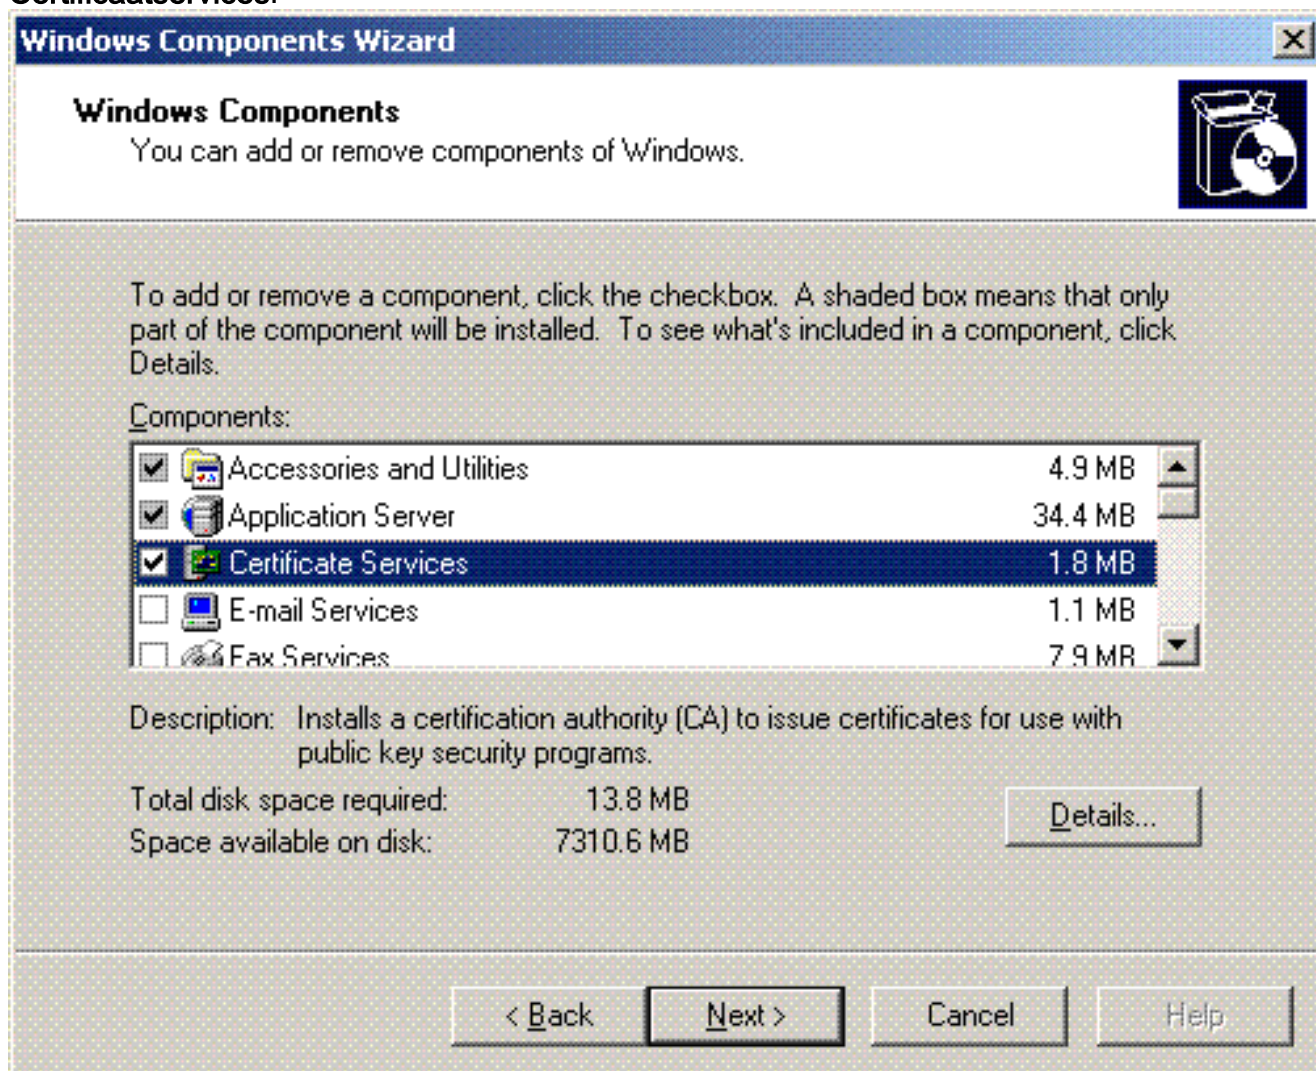 Certificaatservices.
Windows Components Wizard
Windows Components
You can add or remove components of Windows.
To add or remove a component, click the checkbox. A shaded box means that only
part of the component will be installed. To see what's included in a component, click
Details.
Components:
Accessories and Utilities 4.9 MB
Application Server 34.4 MB
Certificate Services 1.8 MB
E-mail Services 1.1 MB
Fax Services 7.9 MB
Description: Installs a certification authority (CA) to issue certificates for use with
public key security programs.
Total disk space required: 13.8 MB
Space available on disk: 7310.6 MB
Details...
< Back Next > Cancel Help